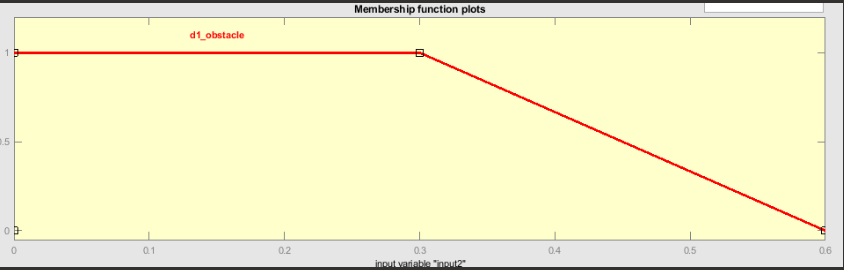 Membership function plots
d1_obstacle
1
0.5
0
0 0.1 0.2 0.3 0.4 0.5 0.6
input variable "input2"